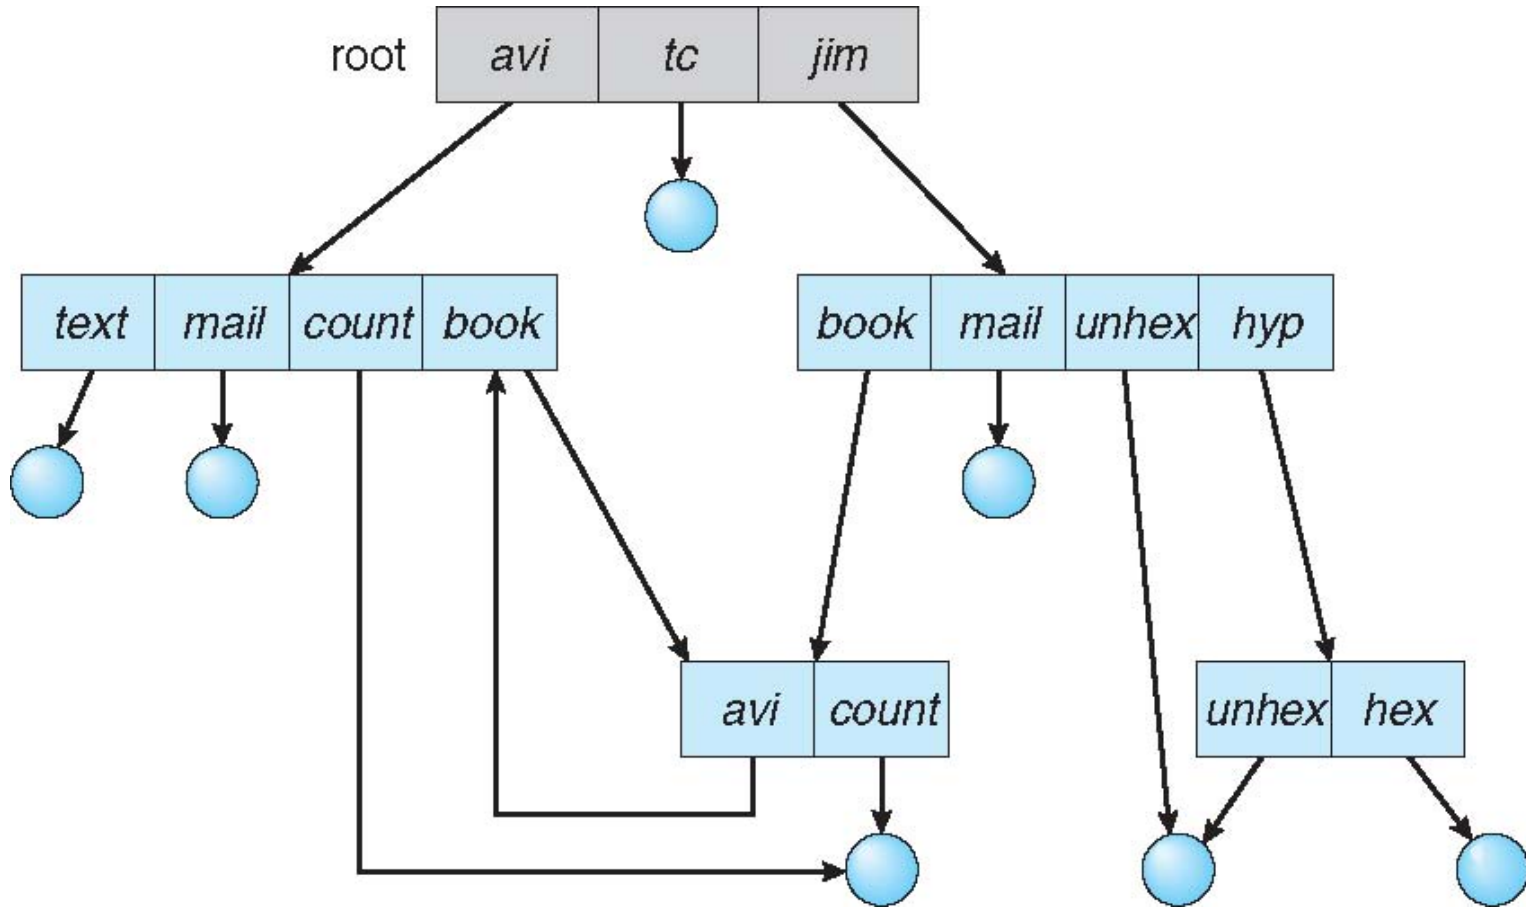 root avi tc jim
text mail count book
book mail unhex hyp
avi count
unhex hex